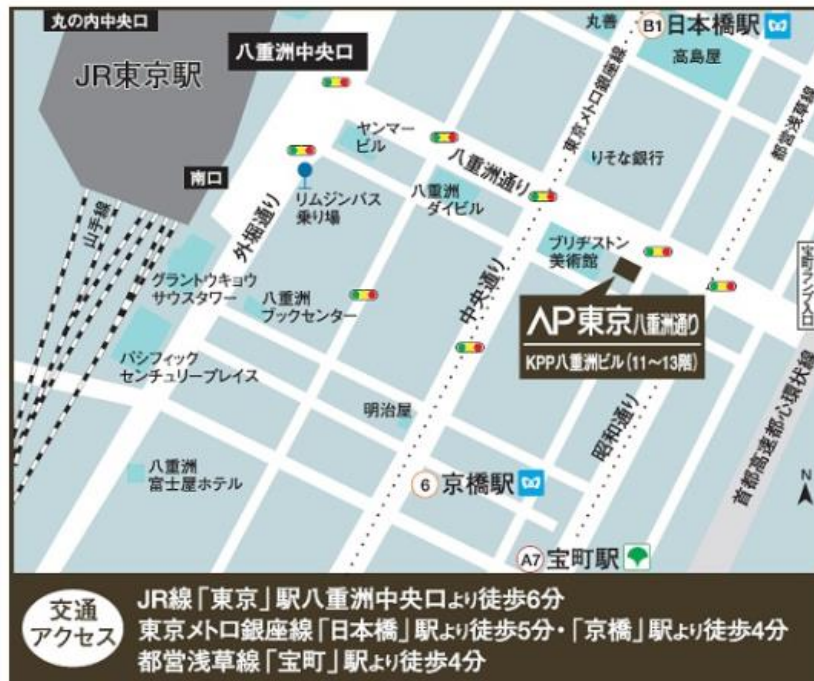 丸の内中央口
JR東京駅
八重洲中央口
丸善
B1 日本橋駅
高島屋
ヤンマー
ビル
八重洲通り
東京メトロ銀座線
都営浅草線
りそな銀行
南口
リムジンバス
乗り場
八重洲
ダイビル
山手線
外堀通り
ブリヂストン
美術館
宝町ランプ入口
グラントウキョウ
サウスタワー
八重洲
ブックセンター
中央通り
AP東京八重洲通り
KPP八重洲ビル(11〜13階)
パシフィック
センチュリープレイス
明治屋
昭和通り
首都高速都心環状線
八重洲
富士屋ホテル
6 京橋駅
N
A7 宝町駅
交通
アクセス
JR線「東京」駅八重洲中央口より徒歩6分
東京メトロ銀座線「日本橋」駅より徒歩5分・「京橋」駅より徒歩4分
都営浅草線「宝町」駅より徒歩4分